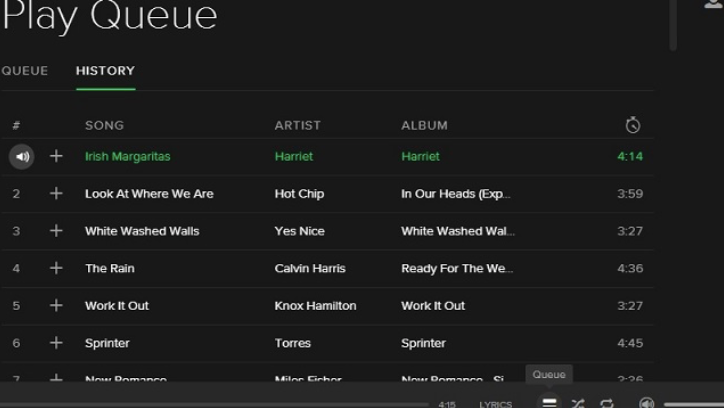 Play Queue
QUEUE HISTORY
# SONG ARTIST ALBUM
Irish Margaritas Harriet Harriet 4:14
2 Look At Where We Are Hot Chip In Our Heads (Exp... 3:59
3 White Washed Walls Yes Nice White Washed Wal... 3:27
4 The Rain Calvin Harris Ready For The We... 4:36
5 Work It Out Knox Hamilton Work It Out 3:27
6 Sprinter Torres Sprinter 4:45
7 New Romance Miles Fisher New Romance - Si... 2:26
Queue
4:15 LYRICS